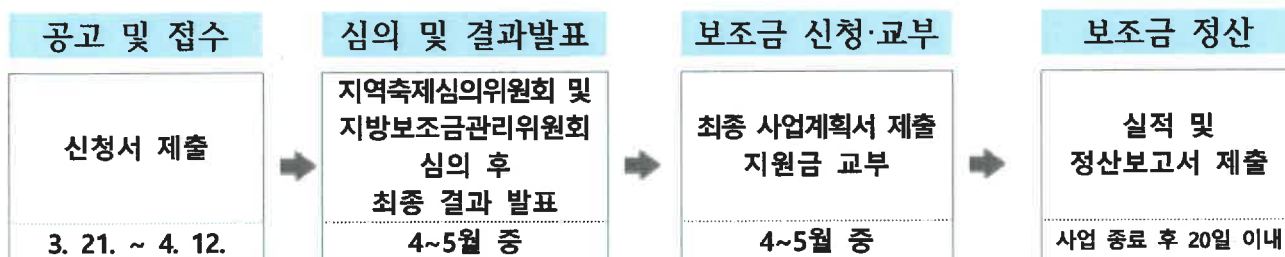 공고 및 접수
신청서 제출
3. 21. ~ 4. 12.
심의 및 결과발표
지역축제심의위원회 및
지방보조금관리위원회
심의 후
최종 결과 발표
4~5월 중
보조금 신청·교부
최종 사업계획서 제출
지원금 교부
4~5월 중
보조금 정산
실적 및
정산보고서 제출
사업 종료 후 20일 이내